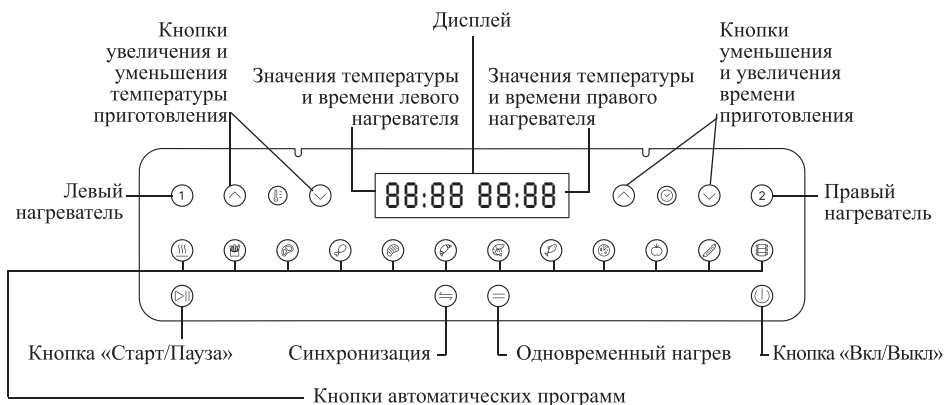 Дисплей
Кнопки
увеличения и
уменьшения
температуры
приготовления
Значения температуры
и времени левого
нагревателя
Значения температуры
и времени правого
нагревателя
Кнопки
уменьшения
и увеличения
времени
приготовления
Левый
нагреватель
1
88:88 88:88
2
Правый
нагреватель
Кнопка «Старт/Пауза»
Синхронизация
Одновременный нагрев
Кнопка «Вкл/Выкл»
Кнопки автоматических программ